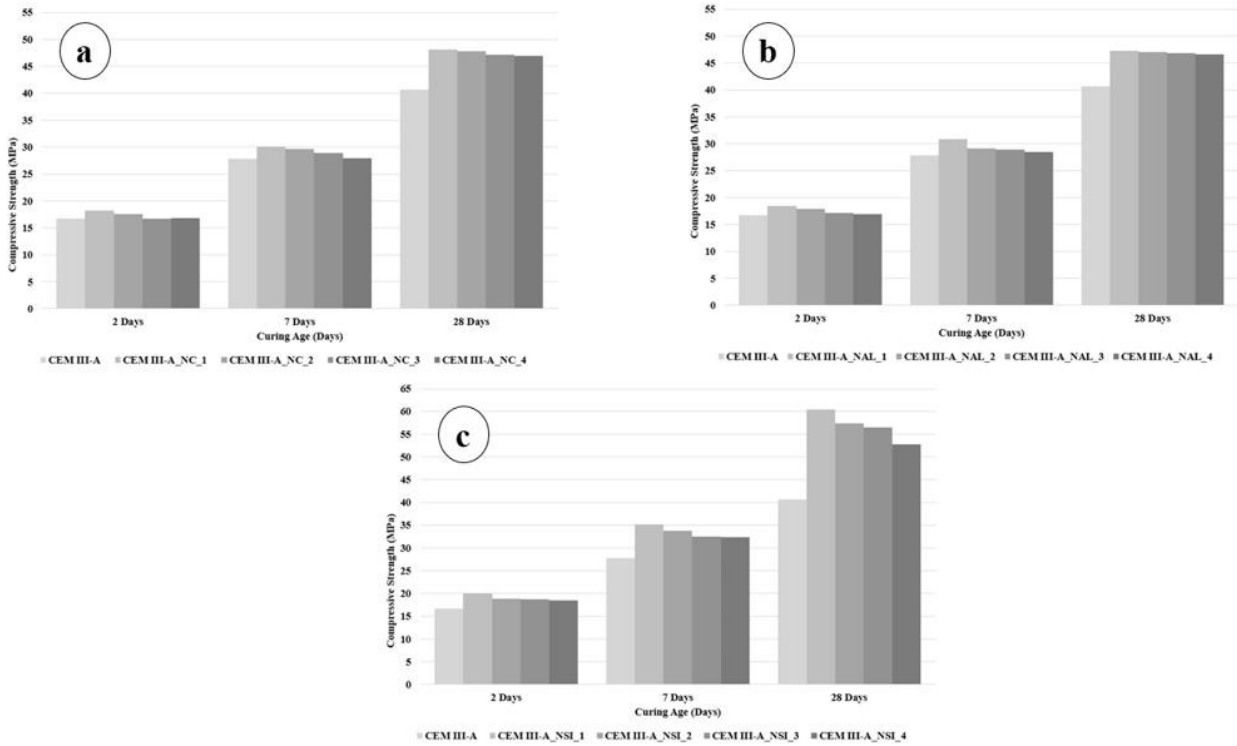 a
Compressive Strength (MPa)
55
50
45
40
35
30
25
20
15
10
5
0
2 Days
7 Days
28 Days
Curing Age (Days)
CEM III-A CEM III-A_NC_1 CEM III-A_NC_2 CEM III-A_NC_3 CEM III-A_NC_4
b
Compressive Strength (MPa)
55
50
45
40
35
30
25
20
15
10
5
0
2 Days
7 Days
28 Days
Curing Age (Days)
CEM III-A CEM III-A_NAL_1 CEM III-A_NAL_2 CEM III-A_NAL_3 CEM III-A_NAL_4
c
Compressive Strength (MPa)
65
60
55
50
45
40
35
30
25
20
15
10
5
0
2 Days
7 Days
28 Days
Curing Age (Days)
CEM III-A CEM III-A_NSI_1 CEM III-A_NSI_2 CEM III-A_NSI_3 CEM III-A_NSI_4